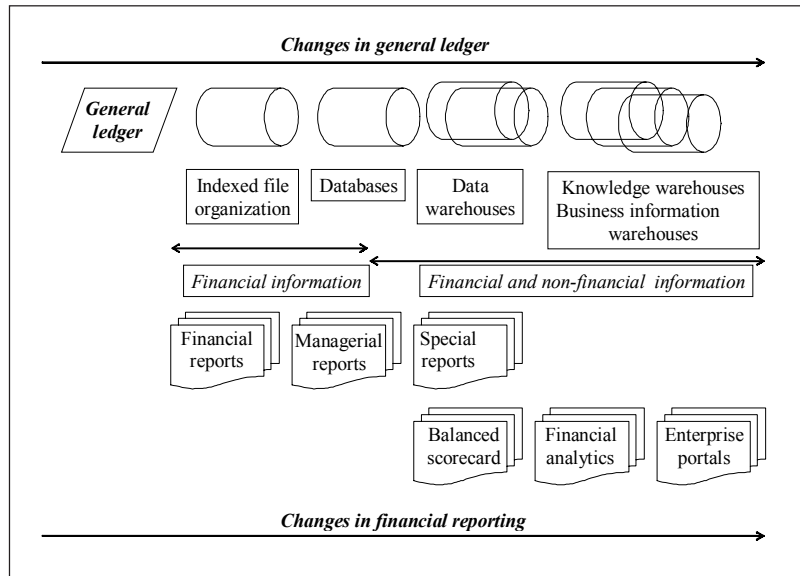 Changes in general ledger
General
ledger
Indexed file
organization
Databases
Data
warehouses
Knowledge warehouses
Business information
warehouses
Financial information
Financial and non-financial information
Financial
reports
Managerial
reports
Special
reports
Balanced
scorecard
Financial
analytics
Enterprise
portals
Changes in financial reporting